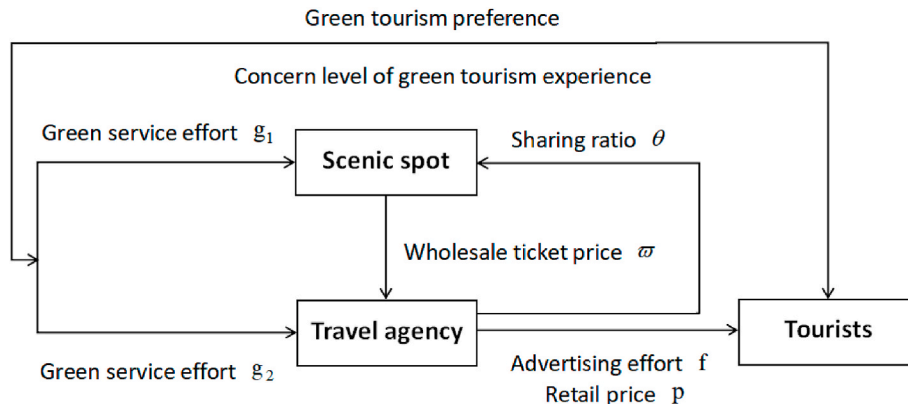 Green tourism preference
Concern level of green tourism experience
Green service effort g₁
Sharing ratio θ
Scenic spot
Wholesale ticket price ϖ
Travel agency
Tourists
Green service effort g₂
Advertising effort f
Retail price p